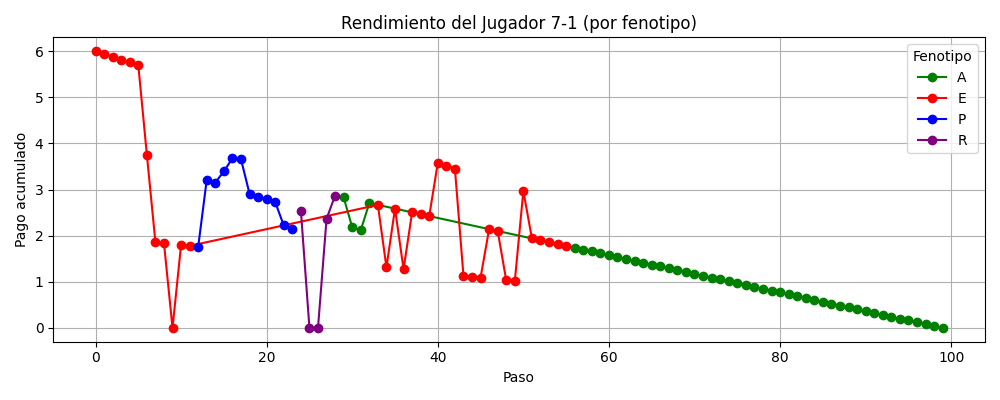 Rendimiento del Jugador 7-1 (por fenotipo)
Pago acumulado
6
5
4
3
2
1
0
0 20 40 60 80 100
Paso
Fenotipo
A
E
P
R